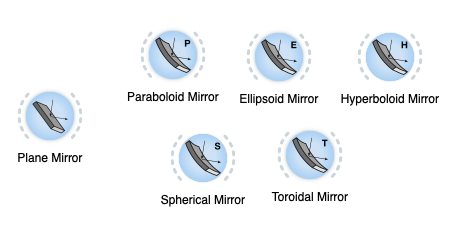 P
E
H
Paraboloid Mirror
Ellipsoid Mirror
Hyperboloid Mirror
Plane Mirror
S
T
Spherical Mirror
Toroidal Mirror